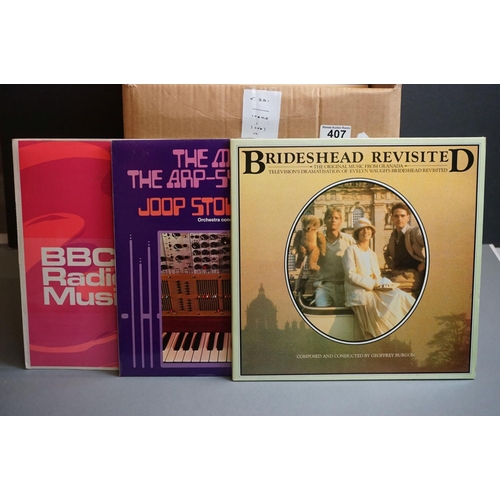 407
BBC
Radio
Music
THE M
THE ARP-S
JOOP STO
Orchestra con
BRIDESHEAD REVISITED
THE ORIGINAL MUSIC FROM GRANADA
TELEVISION'S DRAMATISATION OF EVELYN WAUGH'S BRIDESHEAD REVISITED
COMPOSED AND CONDUCTED BY GEOFFREY BURGON